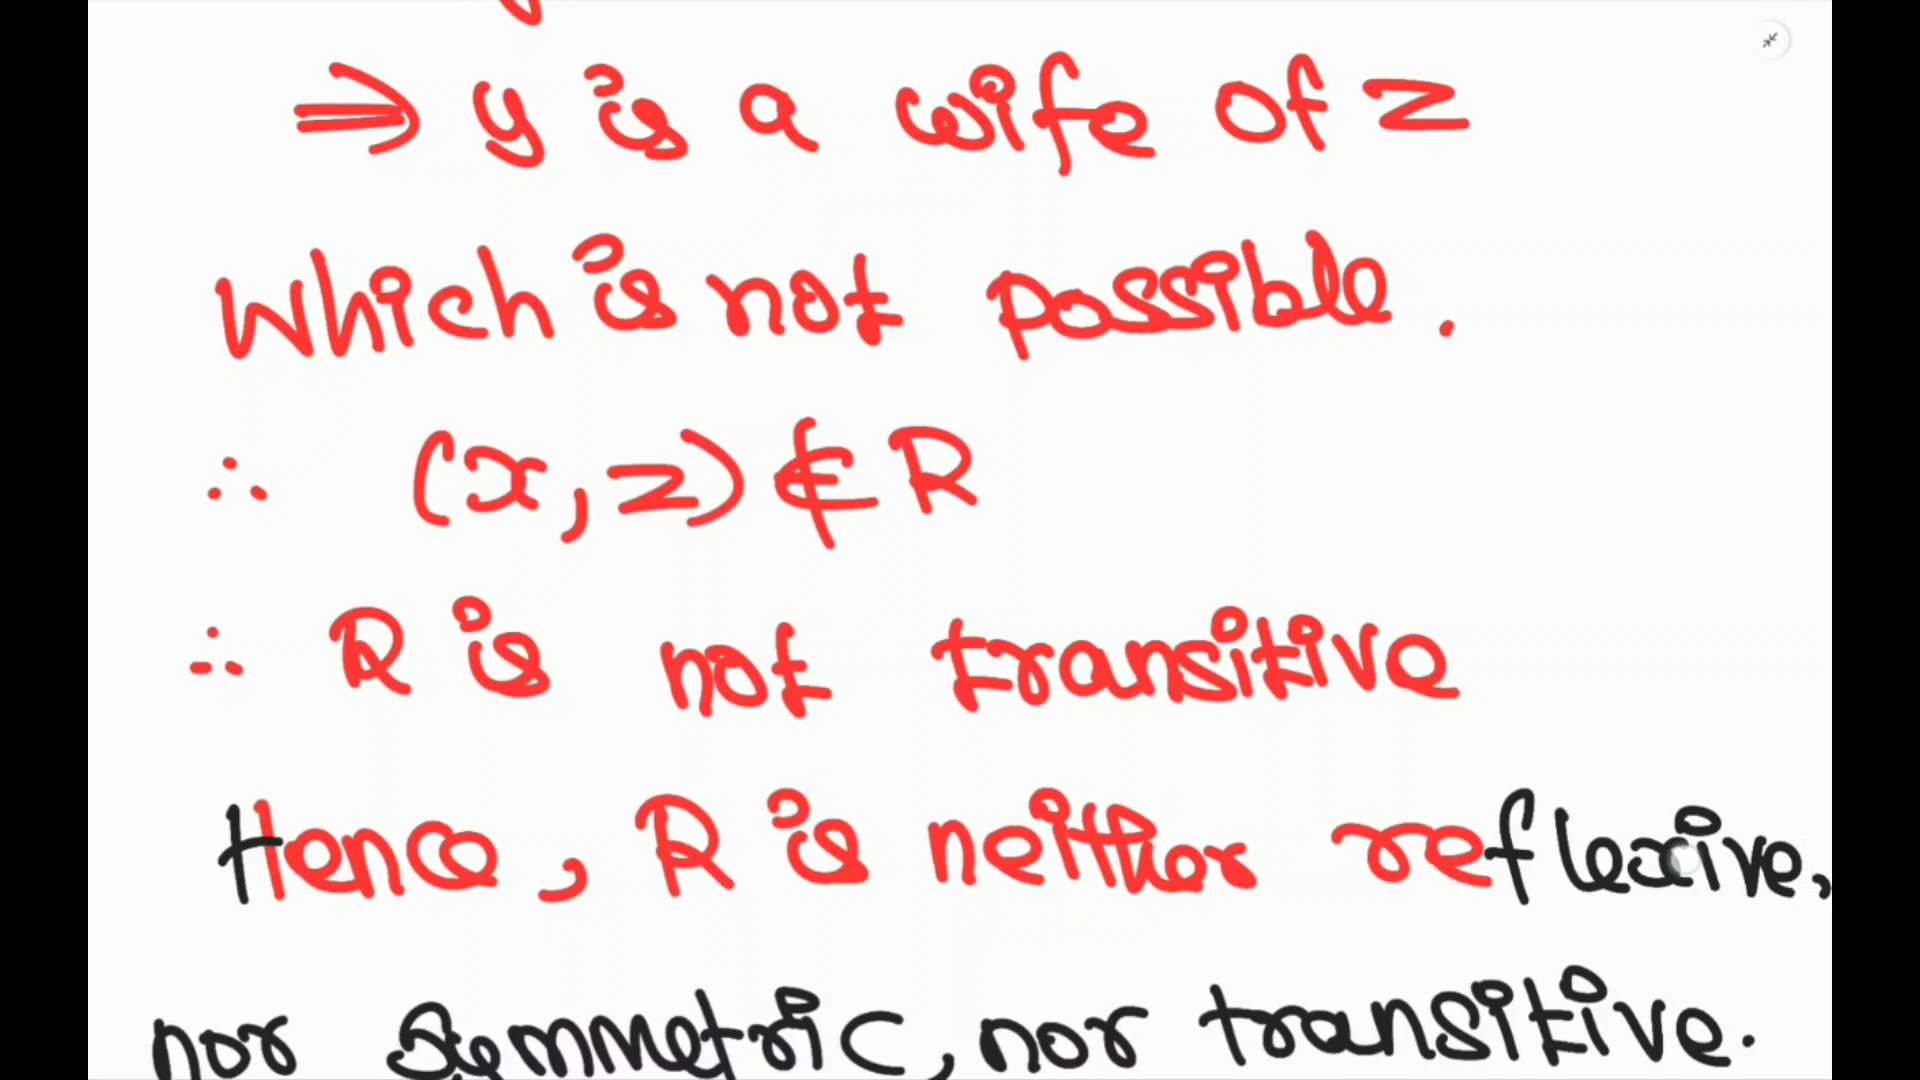 ⇒ y is a wife of z
Which is not possible.
∴ (x, z) ∉ R
∴ R is not transitive
Hence, R is neither reflexive,
nor symmetric, nor transitive.